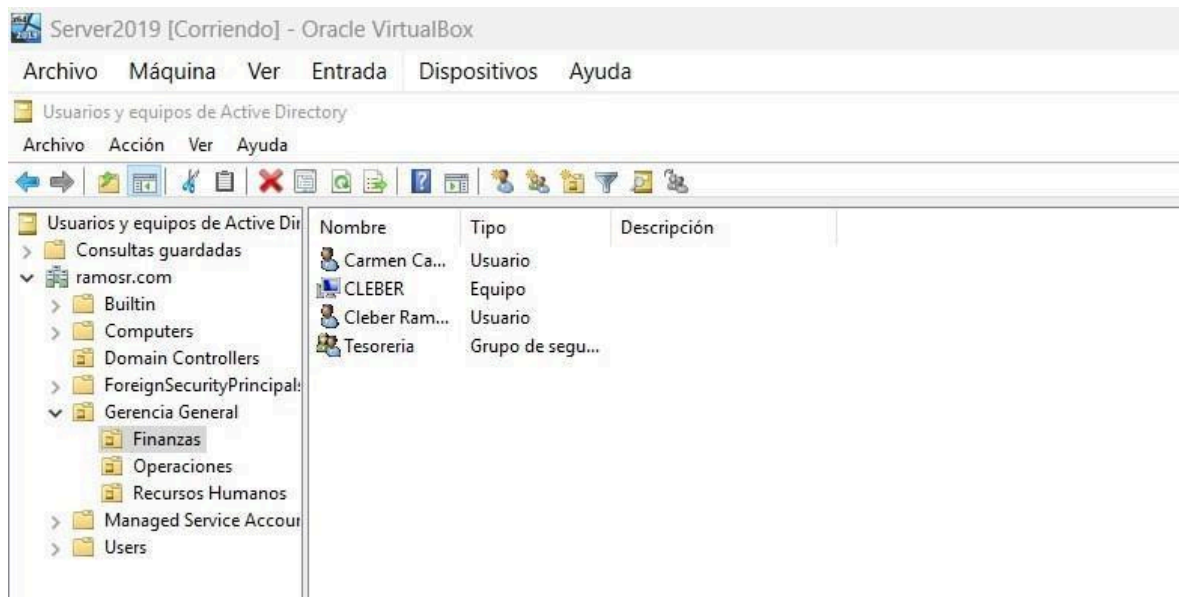 Server2019 [Corriendo] - Oracle VirtualBox
Archivo Máquina Ver Entrada Dispositivos Ayuda
Usuarios y equipos de Active Directory
Archivo Acción Ver Ayuda
Usuarios y equipos de Active Dir
Consultas guardadas
ramosr.com
Builtin
Computers
Domain Controllers
ForeignSecurityPrincipals
Gerencia General
Finanzas
Operaciones
Recursos Humanos
Managed Service Accour
Users
Nombre Tipo Descripción
Carmen Ca... Usuario
CLEBER Equipo
Cleber Ram... Usuario
Tesoreria Grupo de segu...